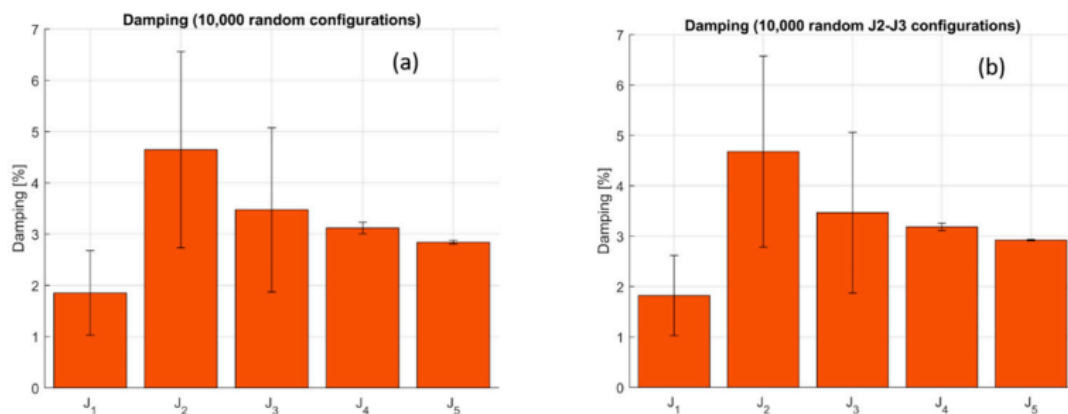 Damping (10,000 random configurations)
(a)
7
6
5
4
3
2
1
0
Damping [%]
J₁ J₂ J₃ J₄ J₅
Damping (10,000 random J2-J3 configurations)
(b)
7
6
5
4
3
2
1
0
Damping [%]
J₁ J₂ J₃ J₄ J₅